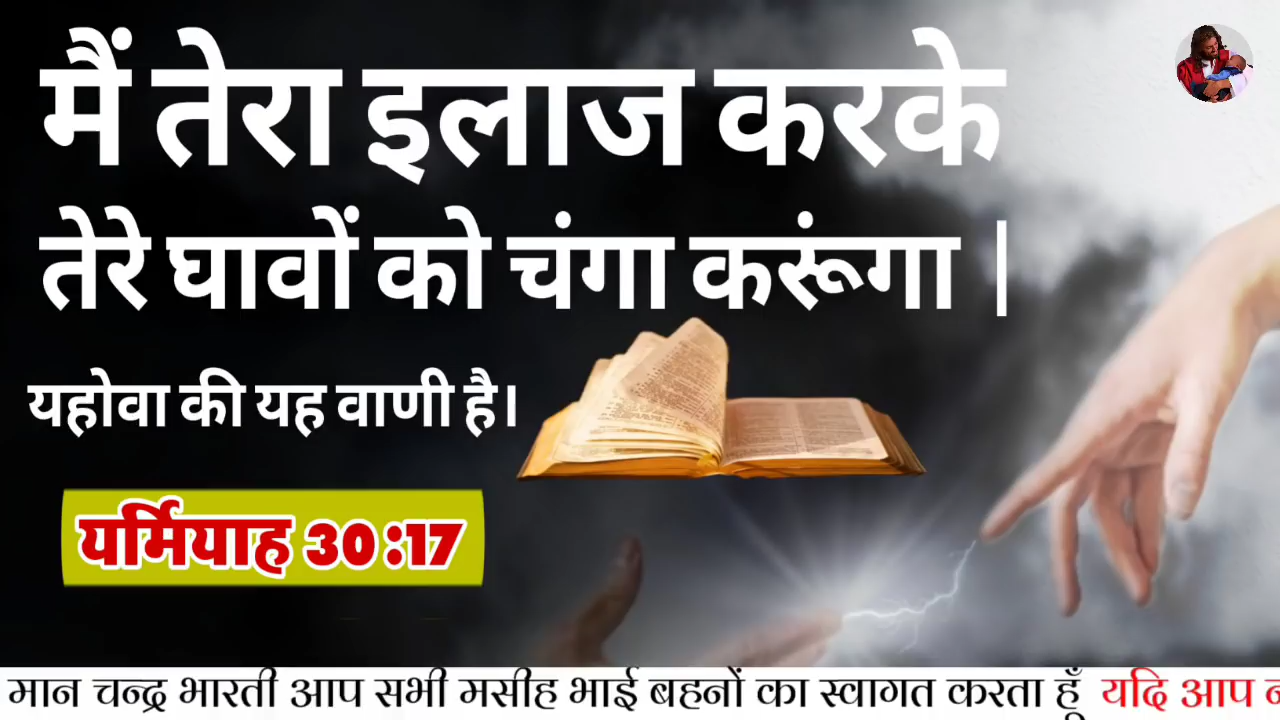 मैं तेरा इलाज करके
तेरे घावों को चंगा करूंगा |
यहोवा की यह वाणी है।
यर्मियाह 30 :17
मान चन्द्र भारती आप सभी मसीह भाई बहनों का स्वागत करता हूँ यदि आप